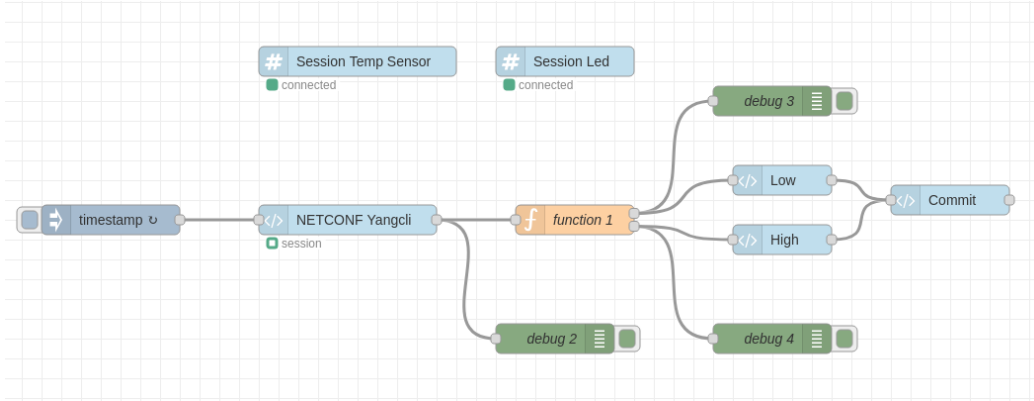 # Session Temp Sensor
# Session Led
connected
connected
debug 3
</> Low
timestamp ↻
</> NETCONF Yangcli
f function 1
</> Commit
session
</> High
debug 2
debug 4